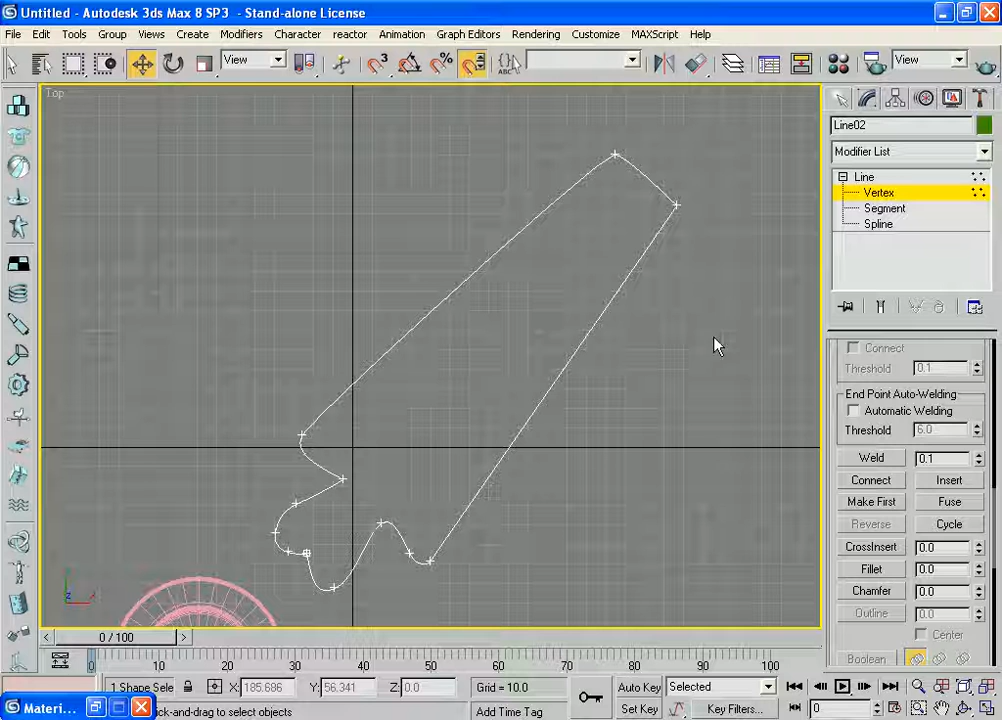 Untitled - Autodesk 3ds Max 8 SP3 - Stand-alone License
File Edit Tools Group Views Create Modifiers Character reactor Animation Graph Editors Rendering Customize MAXScript Help
View
View
Top
Line02
Modifier List
Line
Vertex
Segment
Spline
Connect
Threshold 0.1
End Point Auto-Welding
Automatic Welding
Threshold 6.0
Weld 0.1
Connect Insert
Make First Fuse
Reverse Cycle
CrossInsert 0.0
Fillet 0.0
Chamfer 0.0
Outline 0.0
Center
Boolean
0 / 100
0 10 20 30 40 50 60 70 80 90 100
1 Shape Sele X: 185.686 Y: 56.341 Z: 0.0 Grid = 10.0 Auto Key Selected
Materi... ick-and-drag to select objects Add Time Tag Set Key Key Filters... 0